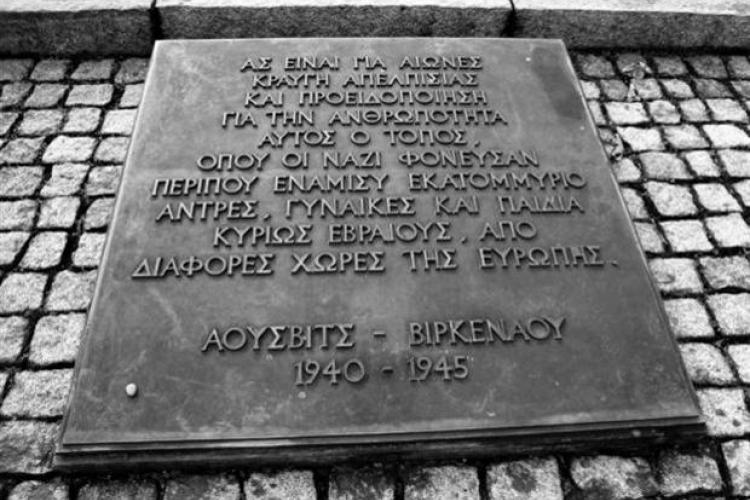 ΑΣ ΕΙΝΑΙ ΓΙΑ ΑΙΩΝΕΣ
ΚΡΑΥΓΗ ΑΠΕΛΠΙΣΙΑΣ
ΚΑΙ ΠΡΟΕΙΔΟΠΟΙΗΣΗ
ΓΙΑ ΤΗΝ ΑΝΘΡΩΠΟΤΗΤΑ
ΑΥΤΟΣ Ο ΤΟΠΟΣ,
ΟΠΟΥ ΟΙ ΝΑΖΙ ΦΟΝΕΥΣΑΝ
ΠΕΡΙΠΟΥ ΕΝΑΜΙΣΥ ΕΚΑΤΟΜΜΥΡΙΟ
ΑΝΤΡΕΣ, ΓΥΝΑΙΚΕΣ ΚΑΙ ΠΑΙΔΙΑ
ΚΥΡΙΩΣ ΕΒΡΑΙΟΥΣ, ΑΠΟ
ΔΙΑΦΟΡΕΣ ΧΩΡΕΣ ΤΗΣ ΕΥΡΩΠΗΣ.
ΑΟΥΣΒΙΤΣ - ΒΙΡΚΕΝΑΟΥ
1940 - 1945